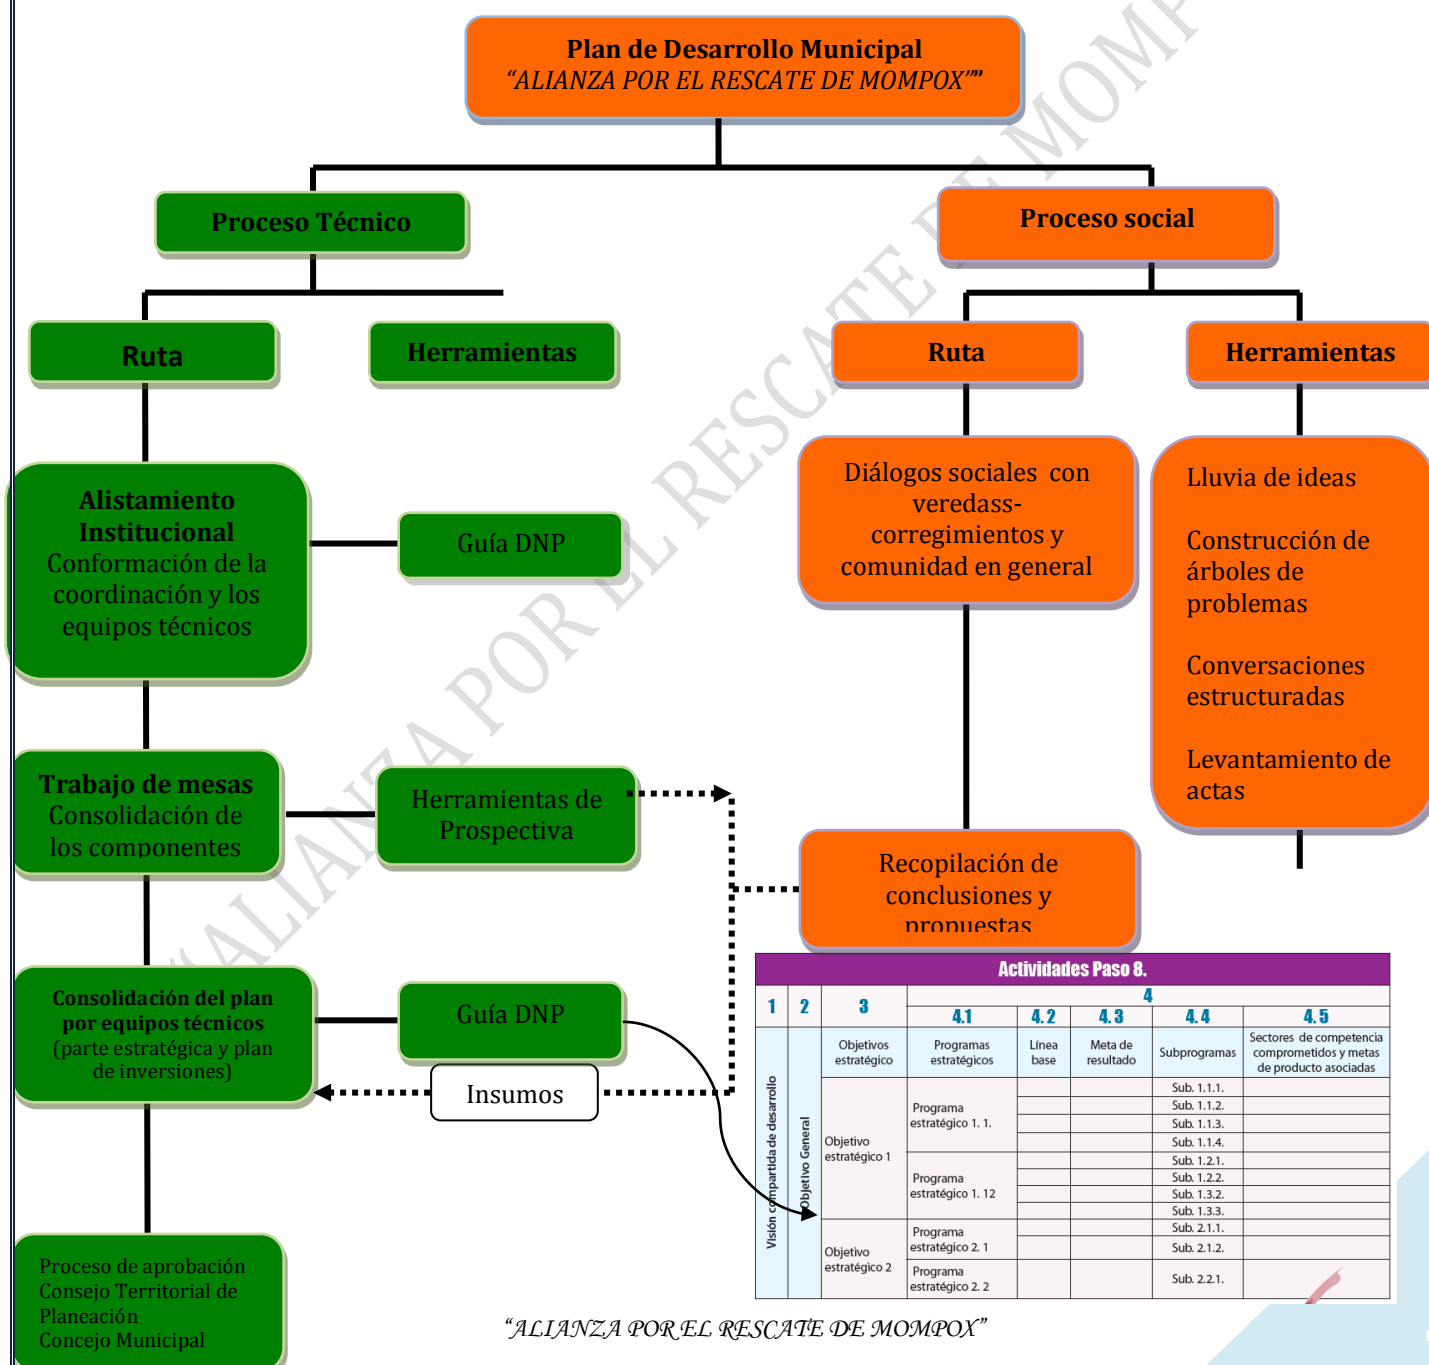 Plan de Desarrollo Municipal
“ALIANZA POR EL RESCATE DE MOMPOX””
Proceso Técnico
Proceso social
Ruta
Herramientas
Ruta
Herramientas
Alistamiento
Institucional
Conformación de la
coordinación y los
equipos técnicos
Guía DNP
Diálogos sociales con
veredass-
corregimientos y
comunidad en general
Lluvia de ideas
Construcción de
árboles de
problemas
Conversaciones
estructuradas
Levantamiento de
actas
Trabajo de mesas
Consolidación de
los componentes
Herramientas de
Prospectiva
Recopilación de
conclusiones y
propuestas
Consolidación del plan
por equipos técnicos
(parte estratégica y plan
de inversiones)
Guía DNP
Insumos
Proceso de aprobación
Consejo Territorial de
Planeación
Concejo Municipal
Actividades Paso 8.
1 2 3 4
4.1 4.2 4.3 4.4 4.5
Visión compartida de desarrollo
Objetivo General
Objetivos
estratégico
Programas
estratégicos
Línea
base
Meta de
resultado
Subprogramas
Sectores de competencia
comprometidos y metas
de producto asociadas
Objetivo
estratégico 1
Programa
estratégico 1. 1.
Sub. 1.1.1.
Sub. 1.1.2.
Sub. 1.1.3.
Sub. 1.1.4.
Programa
estratégico 1. 12
Sub. 1.2.1.
Sub. 1.2.2.
Sub. 1.3.2.
Sub. 1.3.3.
Objetivo
estratégico 2
Programa
estratégico 2. 1
Sub. 2.1.1.
Sub. 2.1.2.
Programa
estratégico 2. 2
Sub. 2.2.1.
“ALIANZA POR EL RESCATE DE MOMPOX”
“ALIANZA POR EL RESCATE DE MOMP